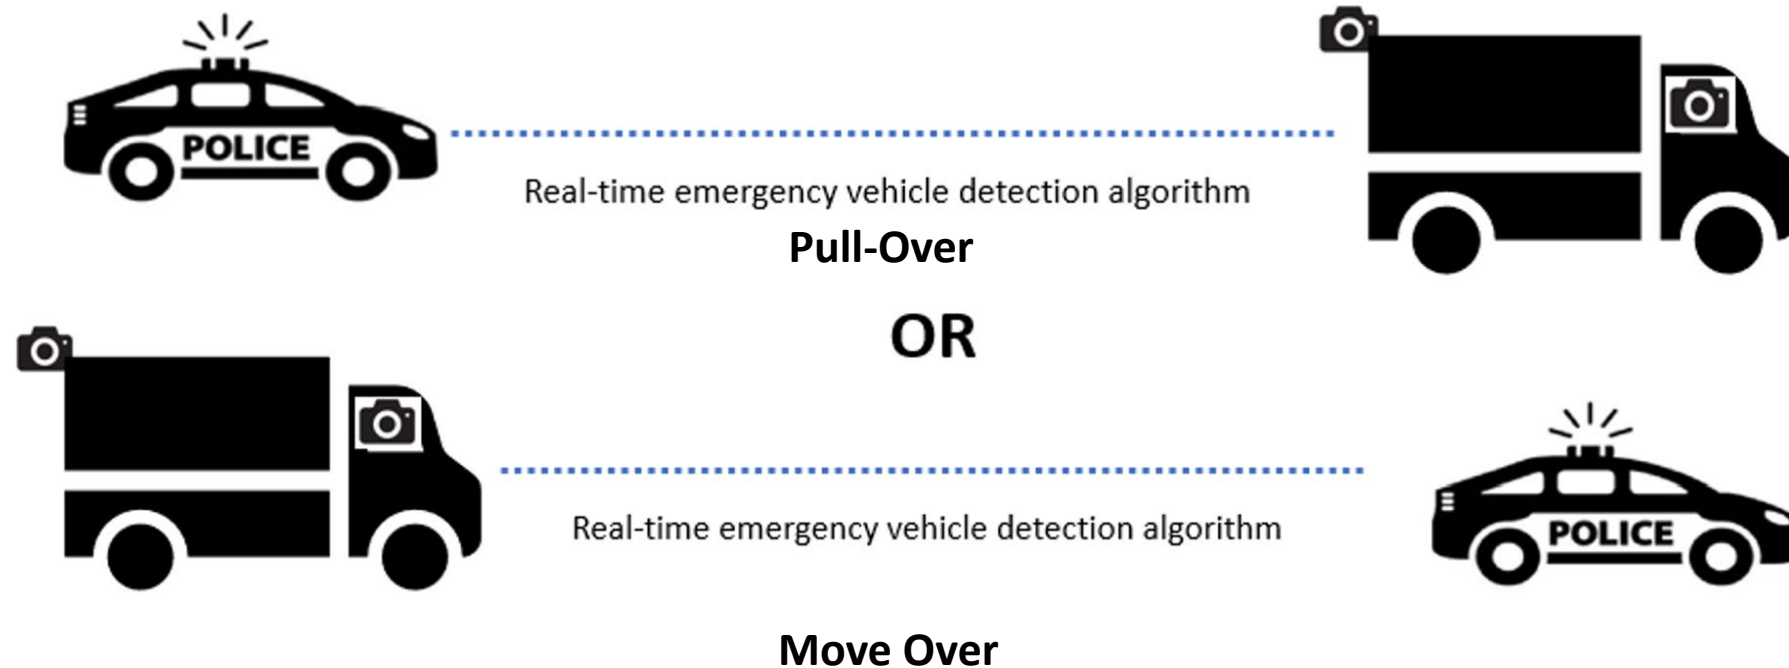 POLICE
Real-time emergency vehicle detection algorithm
Pull-Over
OR
Real-time emergency vehicle detection algorithm
POLICE
Move Over